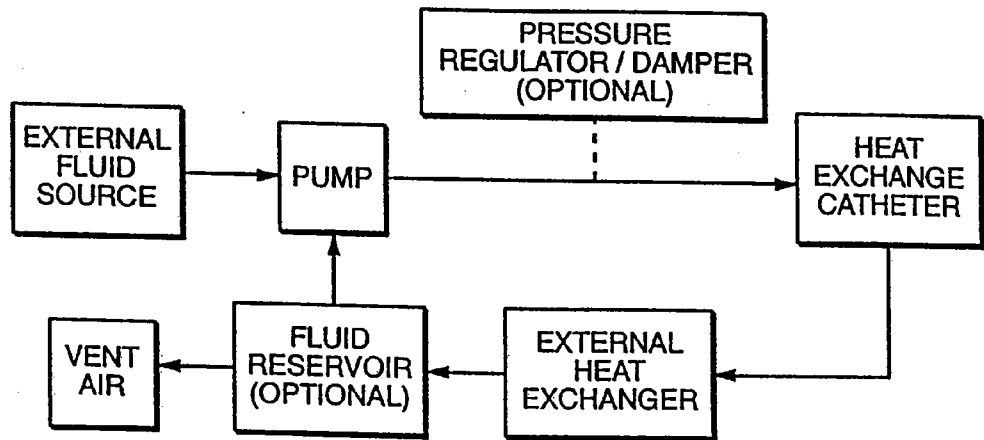 PRESSURE
REGULATOR / DAMPER
(OPTIONAL)
EXTERNAL
FLUID
SOURCE
PUMP
HEAT
EXCHANGE
CATHETER
VENT
AIR
FLUID
RESERVOIR
(OPTIONAL)
EXTERNAL
HEAT
EXCHANGER